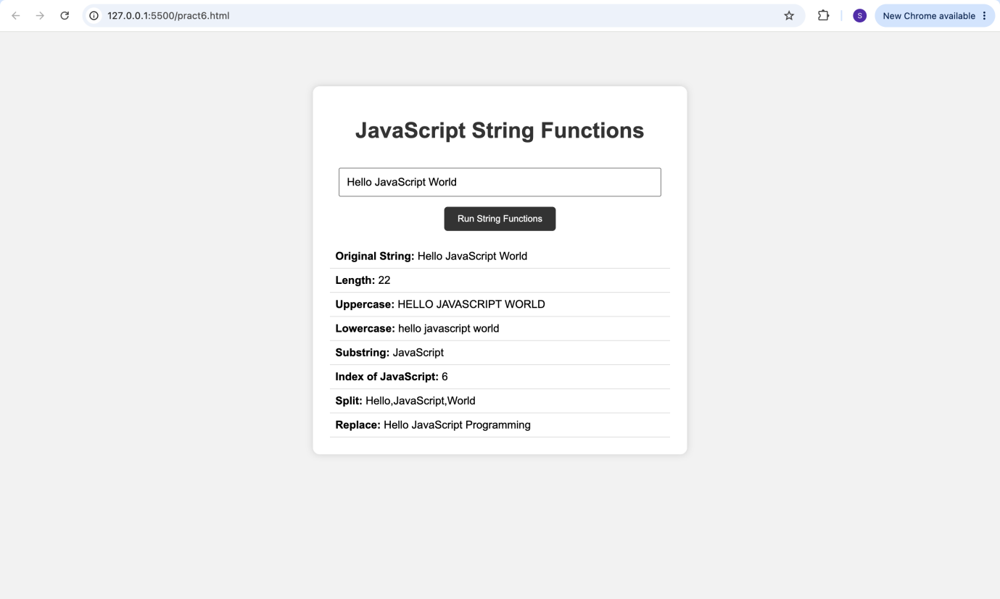 127.0.0.1:5500/pract6.html
S
New Chrome available
JavaScript String Functions
Hello JavaScript World
Run String Functions
Original String: Hello JavaScript World
Length: 22
Uppercase: HELLO JAVASCRIPT WORLD
Lowercase: hello javascript world
Substring: JavaScript
Index of JavaScript: 6
Split: Hello,JavaScript,World
Replace: Hello JavaScript Programming